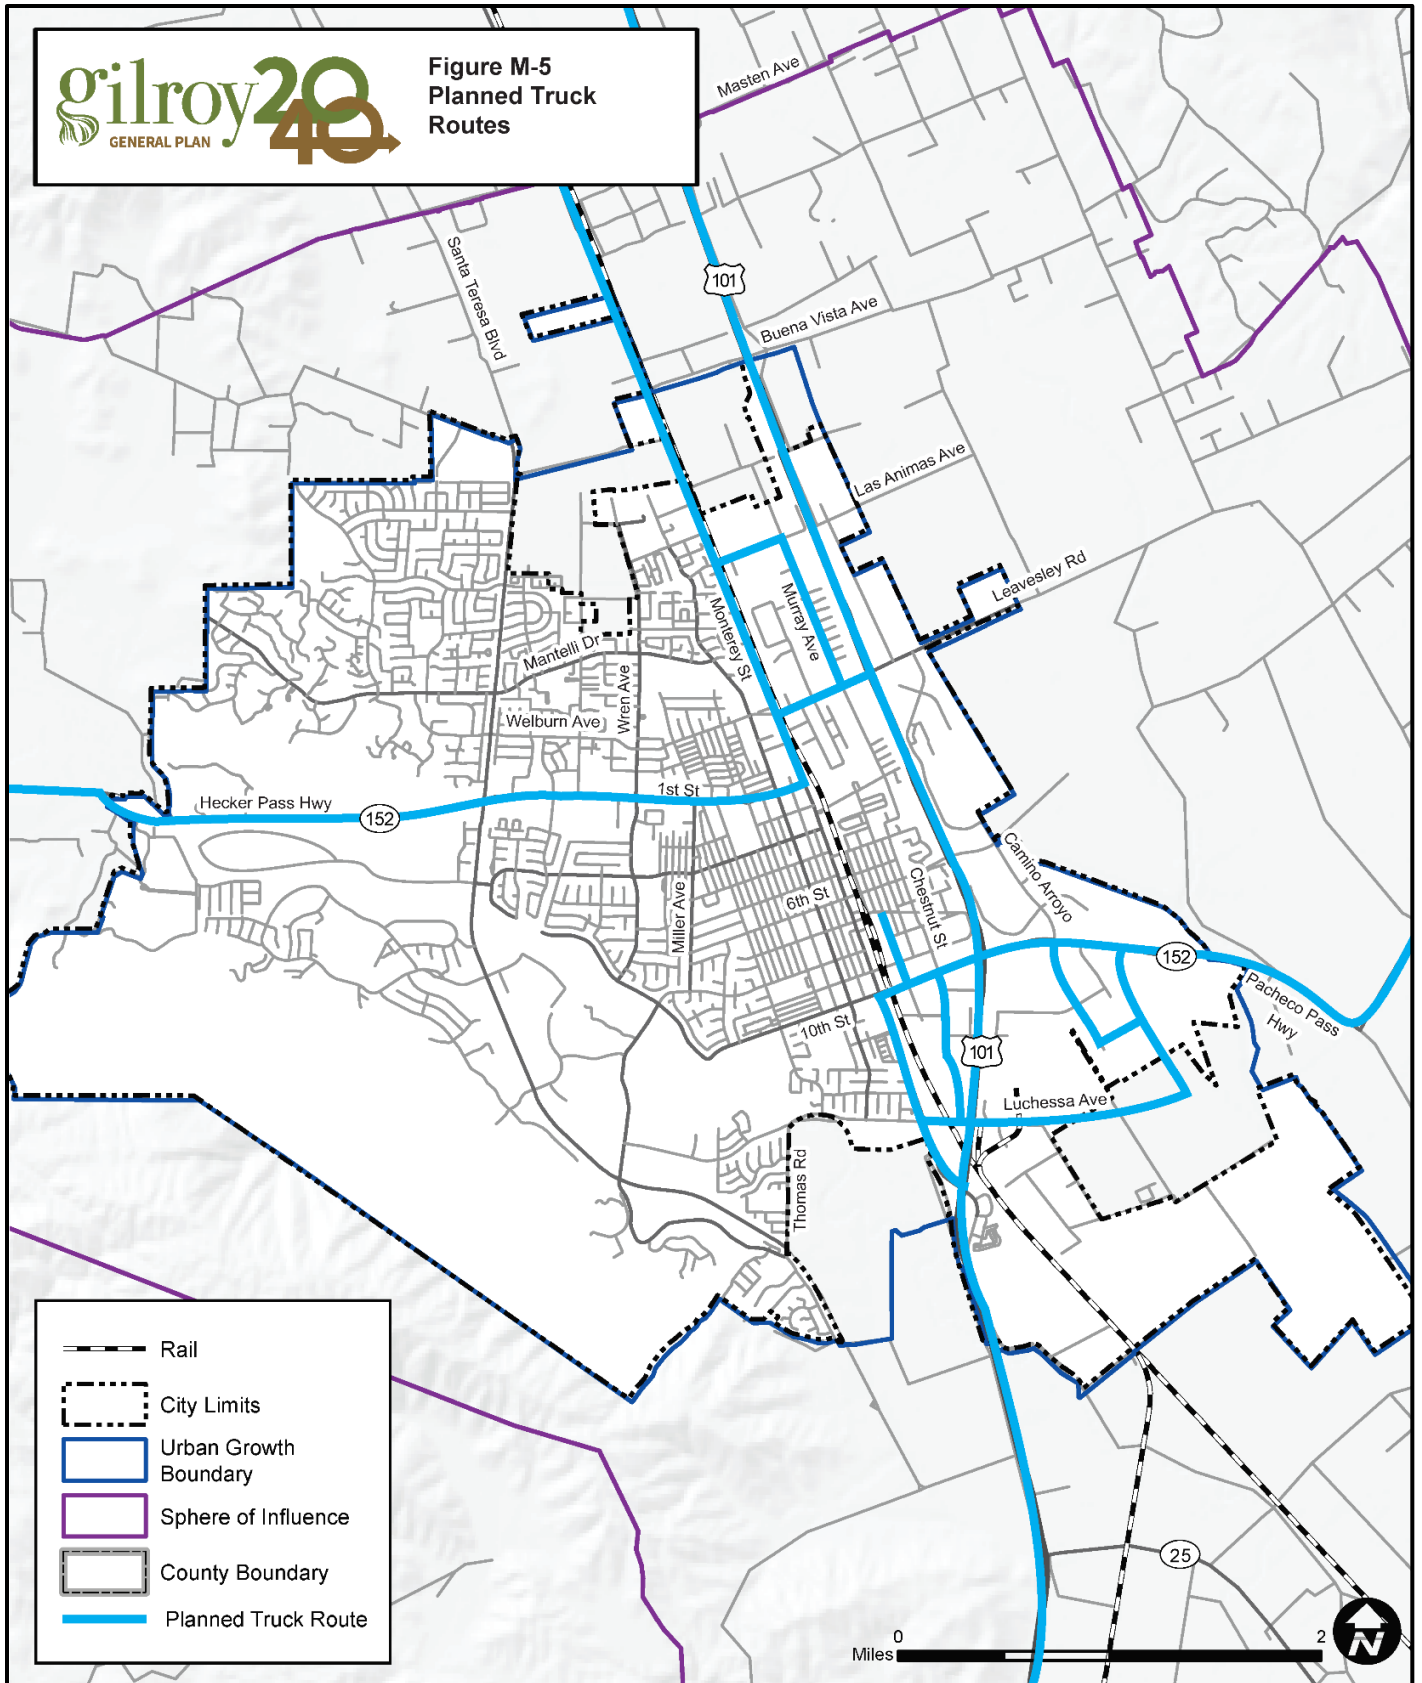 gilroy2040
GENERAL PLAN
Figure M-5
Planned Truck
Routes
Masten Ave
Santa Teresa Blvd
101
Buena Vista Ave
Las Animas Ave
Leavesley Rd
Murray Ave
Monterey St
Mantelli Dr
Wren Ave
Welburn Ave
1st St
Hecker Pass Hwy
152
Camino Arroyo
Chestnut St
6th St
Miller Ave
152
Pacheco Pass
Hwy
10th St
101
Luchessa Ave
Thomas Rd
Rail
City Limits
Urban Growth
Boundary
Sphere of Influence
County Boundary
Planned Truck Route
25
0
2
Miles
N